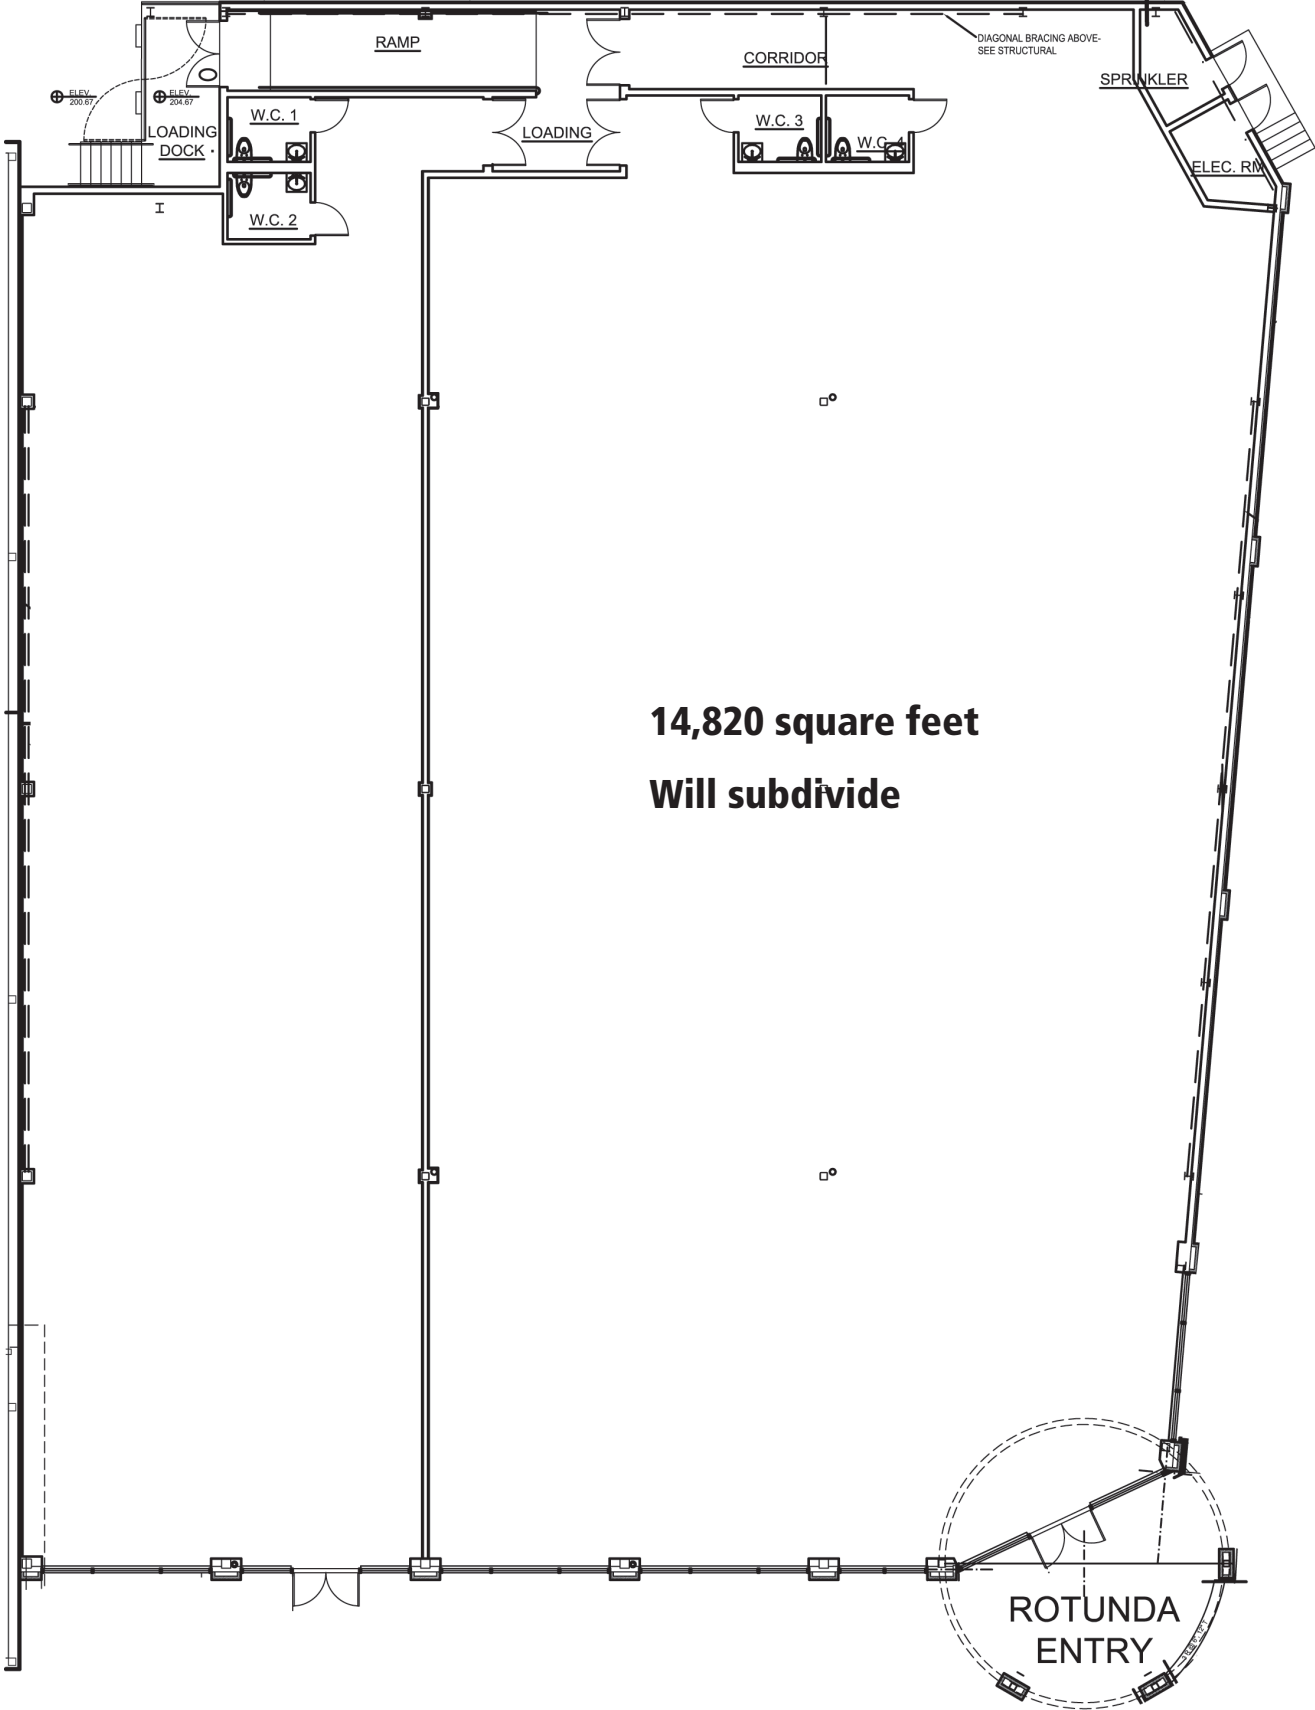 RAMP
DIAGONAL BRACING ABOVE-
SEE STRUCTURAL
CORRIDOR
SPRINKLER
ELEV.
200.67
ELEV.
204.67
LOADING
DOCK
W.C. 1
LOADING
W.C. 3
W.C. 4
ELEC. RM
W.C. 2
14,820 square feet
Will subdivide
ROTUNDA
ENTRY